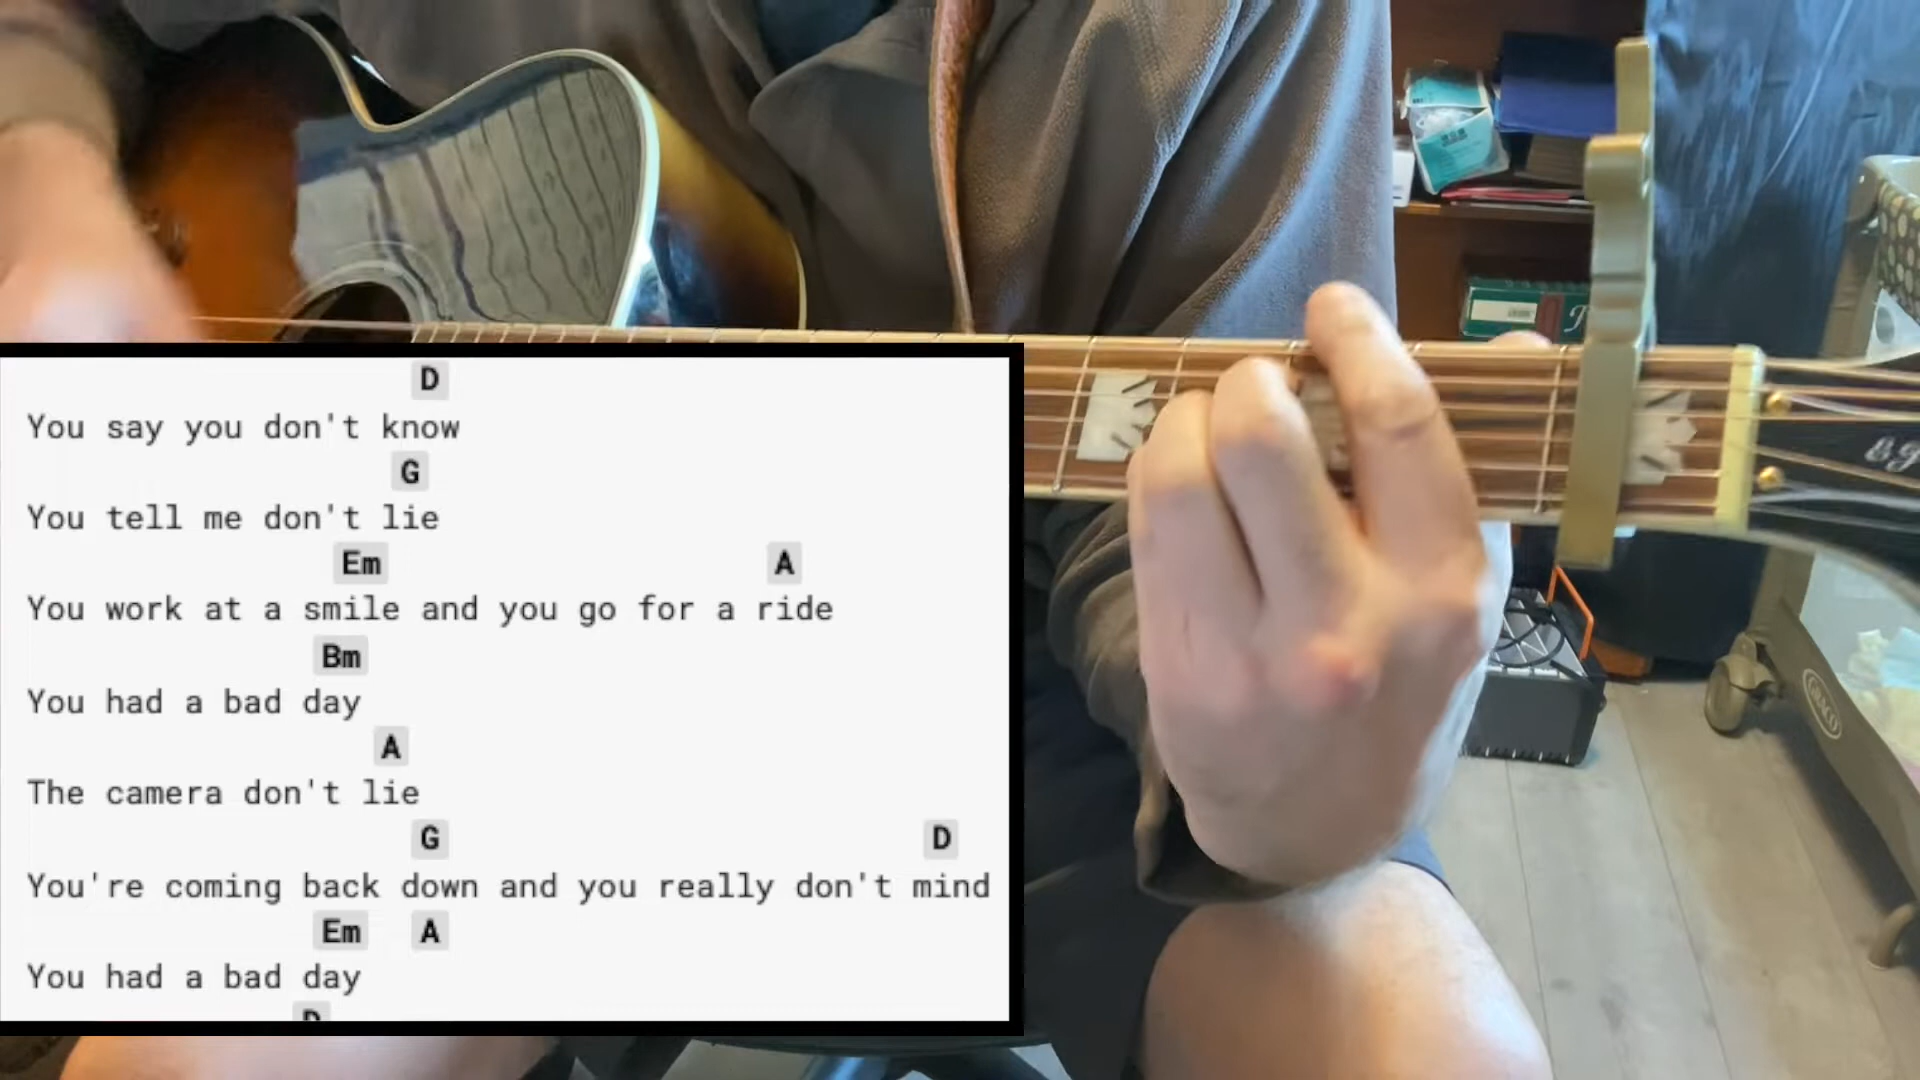 D
You say you don't know
G
You tell me don't lie
Em A
You work at a smile and you go for a ride
Bm
You had a bad day
A
The camera don't lie
G D
You're coming back down and you really don't mind
Em A
You had a bad day
D
GRACO